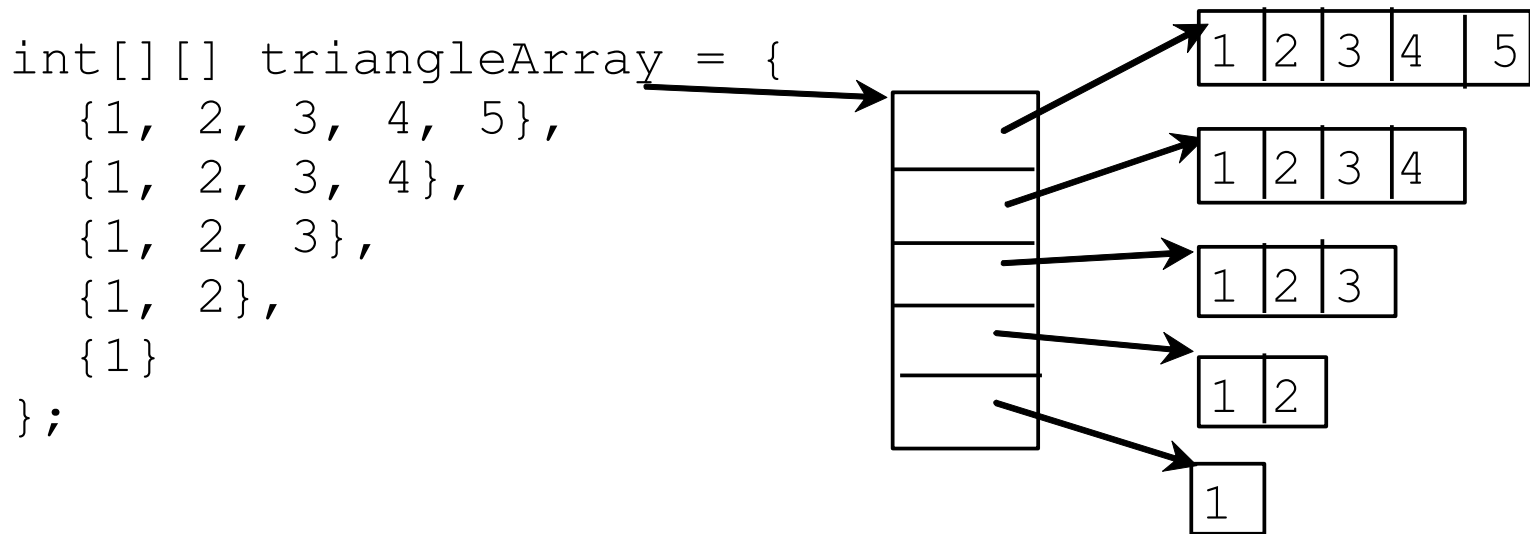 int[][] triangleArray = {
{1, 2, 3, 4, 5},
{1, 2, 3, 4},
{1, 2, 3},
{1, 2},
{1}
};
1 2 3 4 5
1 2 3 4
1 2 3
1 2
1